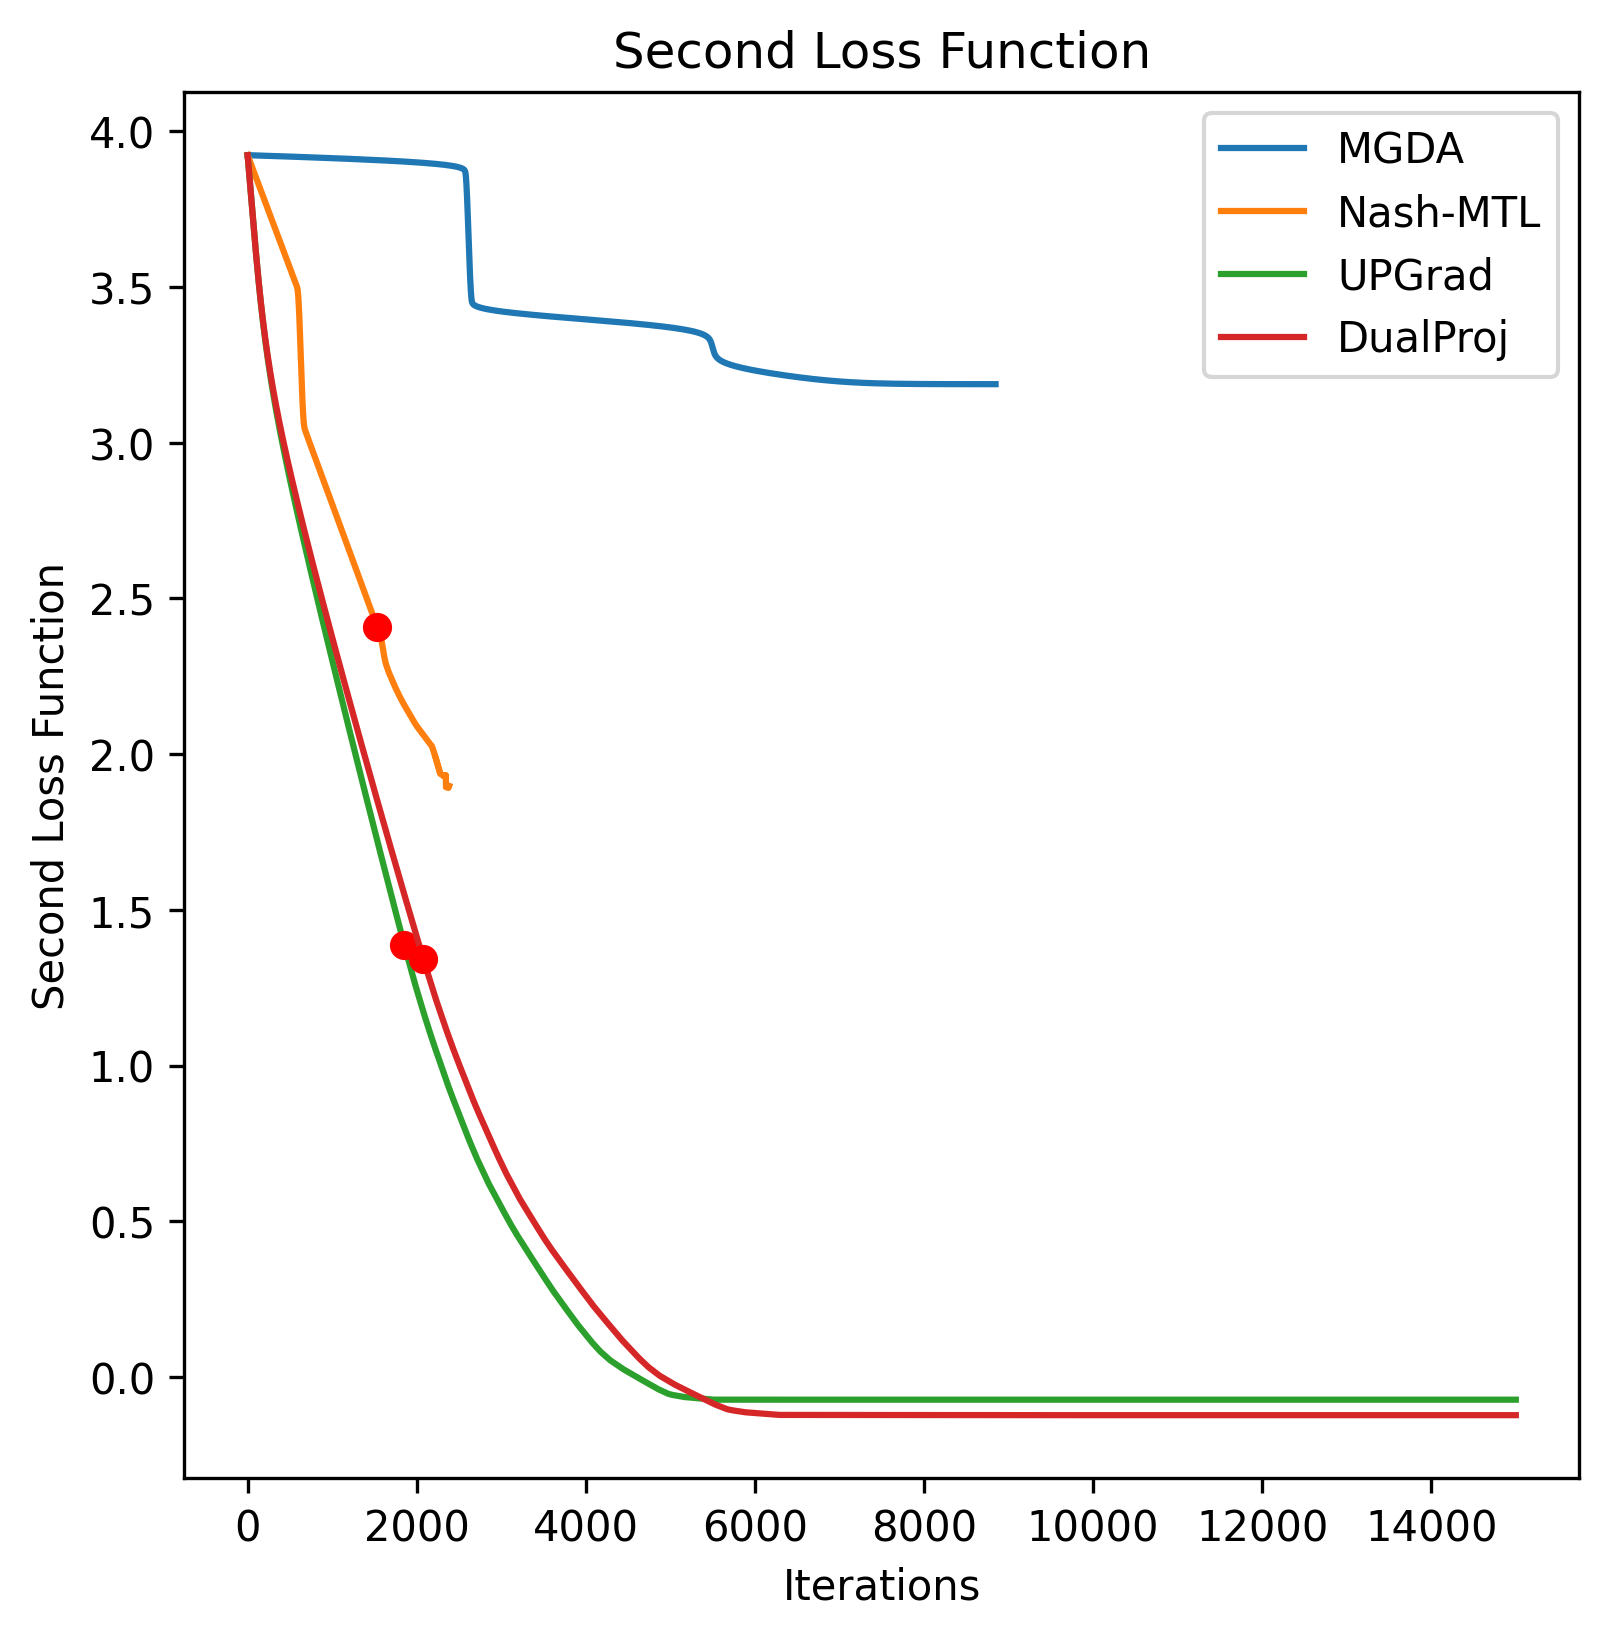 Second Loss Function
MGDA
Nash-MTL
UPGrad
DualProj
Second Loss Function
4.0
3.5
3.0
2.5
2.0
1.5
1.0
0.5
0.0
0 2000 4000 6000 8000 10000 12000 14000
Iterations